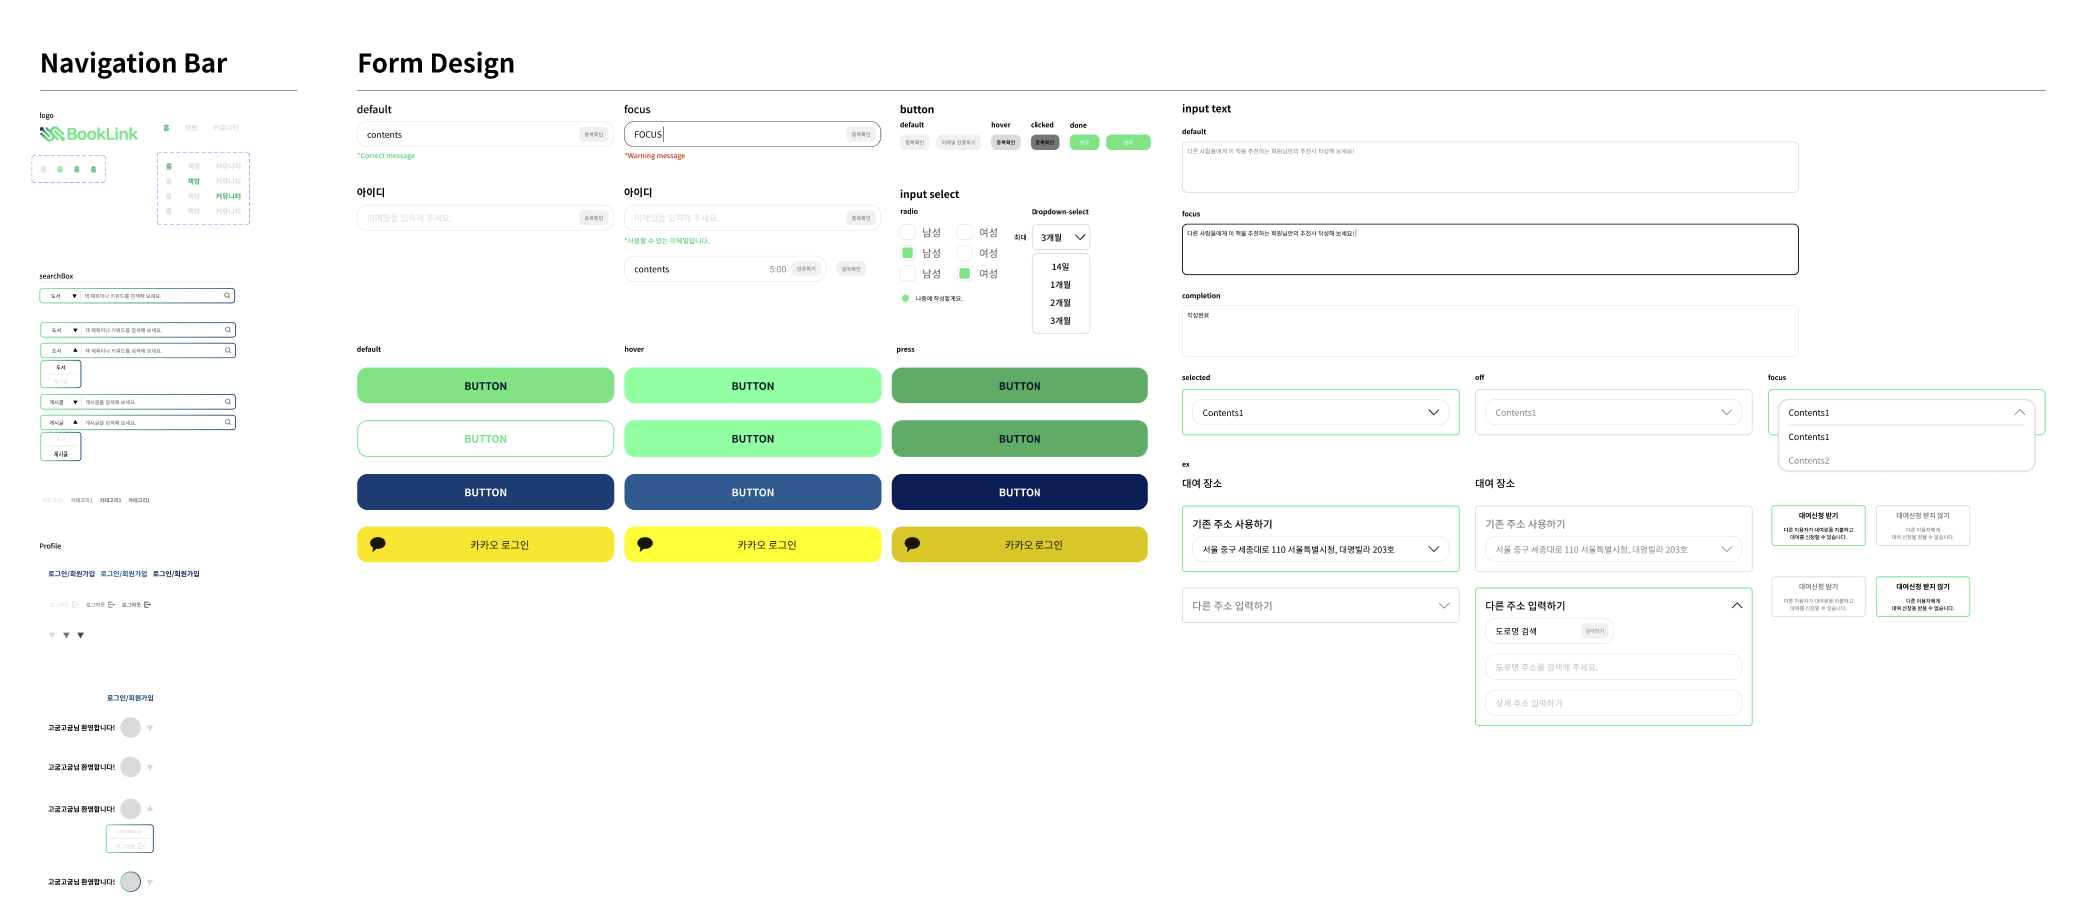 Navigation Bar
logo
BookLink
홈 책방 커뮤니티
홈 홈 홈 홈
홈 책방 커뮤니티
홈 책방 커뮤니티
홈 책방 커뮤니티
홈 책방 커뮤니티
searchBox
도서 ▼ 책 제목이나 키워드를 검색해 보세요.
도서 ▼ 책 제목이나 키워드를 검색해 보세요.
도서 ▲ 책 제목이나 키워드를 검색해 보세요.
도서
게시글
게시글 ▼ 게시글을 검색해 보세요.
게시글 ▲ 게시글을 검색해 보세요.
도서
게시글
카테고리1 카테고리1 카테고리1 카테고리1
Profile
로그인/회원가입 로그인/회원가입 로그인/회원가입
로그아웃 로그아웃 로그아웃
▼ ▼ ▼
로그인/회원가입
고궁고궁님 환영합니다! ▼
고궁고궁님 환영합니다! ▼
고궁고궁님 환영합니다! ▲
마이페이지
로그아웃
고궁고궁님 환영합니다! ▼
Form Design
default
contents 중복확인
*Correct message
아이디
이메일을 입력해 주세요. 중복확인
focus
FOCUS 중복확인
*Warning message
아이디
이메일을 입력해 주세요. 중복확인
*사용할 수 있는 이메일입니다.
contents 5:00 인증하기 중복확인
button
default hover clicked done
중복확인 이메일 인증하기 중복확인 중복확인 완료 완료
input select
radio
남성 여성
남성 여성
남성 여성
나중에 작성할게요.
Dropdown-select
최대 3개월
14일
1개월
2개월
3개월
default hover press
BUTTON BUTTON BUTTON
BUTTON BUTTON BUTTON
BUTTON BUTTON BUTTON
카카오 로그인 카카오 로그인 카카오 로그인
input text
default
다른 사람들에게 이 책을 추천하는 회원님만의 추천사 작성해 보세요!
focus
다른 사람들에게 이 책을 추천하는 회원님만의 추천사 작성해 보세요!
completion
작성완료
selected off focus
Contents1 Contents1 Contents1
Contents1
Contents2
ex
대여 장소 대여 장소
기존 주소 사용하기
서울 중구 세종대로 110 서울특별시청, 대명빌라 203호
다른 주소 입력하기
기존 주소 사용하기
서울 중구 세종대로 110 서울특별시청, 대명빌라 203호
다른 주소 입력하기
도로명 검색 검색하기
도로명 주소를 검색해 주세요.
상세 주소 입력하기
대여신청 받기
다른 이용자가 대여료를 지불하고
대여를 신청할 수 있습니다.
대여신청 받지 않기
다른 이용자에게
대여 신청을 받을 수 없습니다.
대여신청 받기
다른 이용자가 대여료를 지불하고
대여를 신청할 수 있습니다.
대여신청 받지 않기
다른 이용자에게
대여 신청을 받을 수 없습니다.